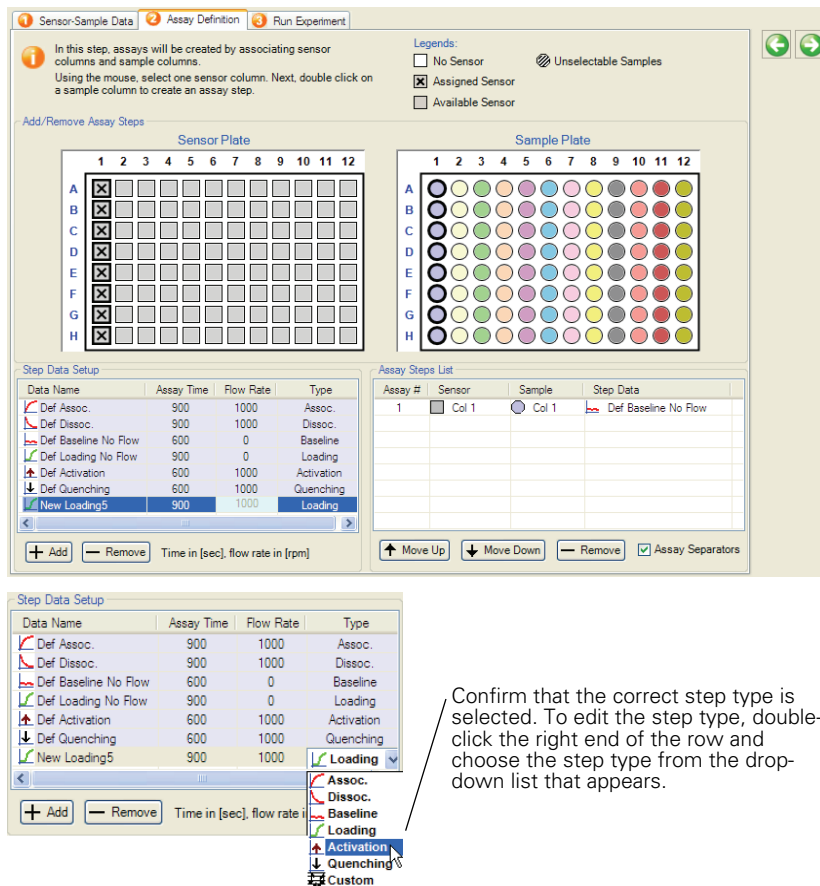 1 Sensor-Sample Data 2 Assay Definition 3 Run Experiment
In this step, assays will be created by associating sensor
columns and sample columns.
Using the mouse, select one sensor column. Next, double click on
a sample column to create an assay step.
Legends:
No Sensor Unselectable Samples
Assigned Sensor
Available Sensor
Add/Remove Assay Steps
Sensor Plate
1 2 3 4 5 6 7 8 9 10 11 12
A
B
C
D
E
F
G
H
Sample Plate
1 2 3 4 5 6 7 8 9 10 11 12
A
B
C
D
E
F
G
H
Step Data Setup
Data Name Assay Time Flow Rate Type
Def Assoc. 900 1000 Assoc.
Def Dissoc. 900 1000 Dissoc.
Def Baseline No Flow 600 0 Baseline
Def Loading No Flow 900 0 Loading
Def Activation 600 1000 Activation
Def Quenching 600 1000 Quenching
New Loading5 900 1000 Loading
Add Remove Time in [sec], flow rate in [rpm]
Assay Steps List
Assay # Sensor Sample Step Data
1 Col 1 Col 1 Def Baseline No Flow
Move Up Move Down Remove Assay Separators
Step Data Setup
Data Name Assay Time Flow Rate Type
Def Assoc. 900 1000 Assoc.
Def Dissoc. 900 1000 Dissoc.
Def Baseline No Flow 600 0 Baseline
Def Loading No Flow 900 0 Loading
Def Activation 600 1000 Activation
Def Quenching 600 1000 Quenching
New Loading5 900 1000 Loading
Add Remove Time in [sec], flow rate i
Assoc.
Dissoc.
Baseline
Loading
Activation
Quenching
Custom
Confirm that the correct step type is
selected. To edit the step type, double-
click the right end of the row and
choose the step type from the drop-
down list that appears.